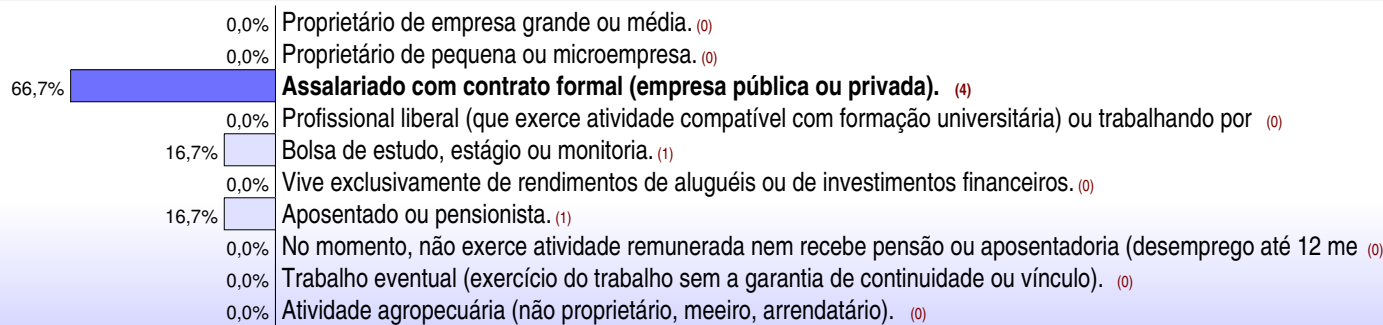 0,0% Proprietário de empresa grande ou média. (0)
0,0% Proprietário de pequena ou microempresa. (0)
66,7% Assalariado com contrato formal (empresa pública ou privada). (4)
0,0% Profissional liberal (que exerce atividade compatível com formação universitária) ou trabalhando por (0)
16,7% Bolsa de estudo, estágio ou monitoria. (1)
0,0% Vive exclusivamente de rendimentos de aluguéis ou de investimentos financeiros. (0)
16,7% Aposentado ou pensionista. (1)
0,0% No momento, não exerce atividade remunerada nem recebe pensão ou aposentadoria (desemprego até 12 me (0)
0,0% Trabalho eventual (exercício do trabalho sem a garantia de continuidade ou vínculo). (0)
0,0% Atividade agropecuária (não proprietário, meeiro, arrendatário). (0)